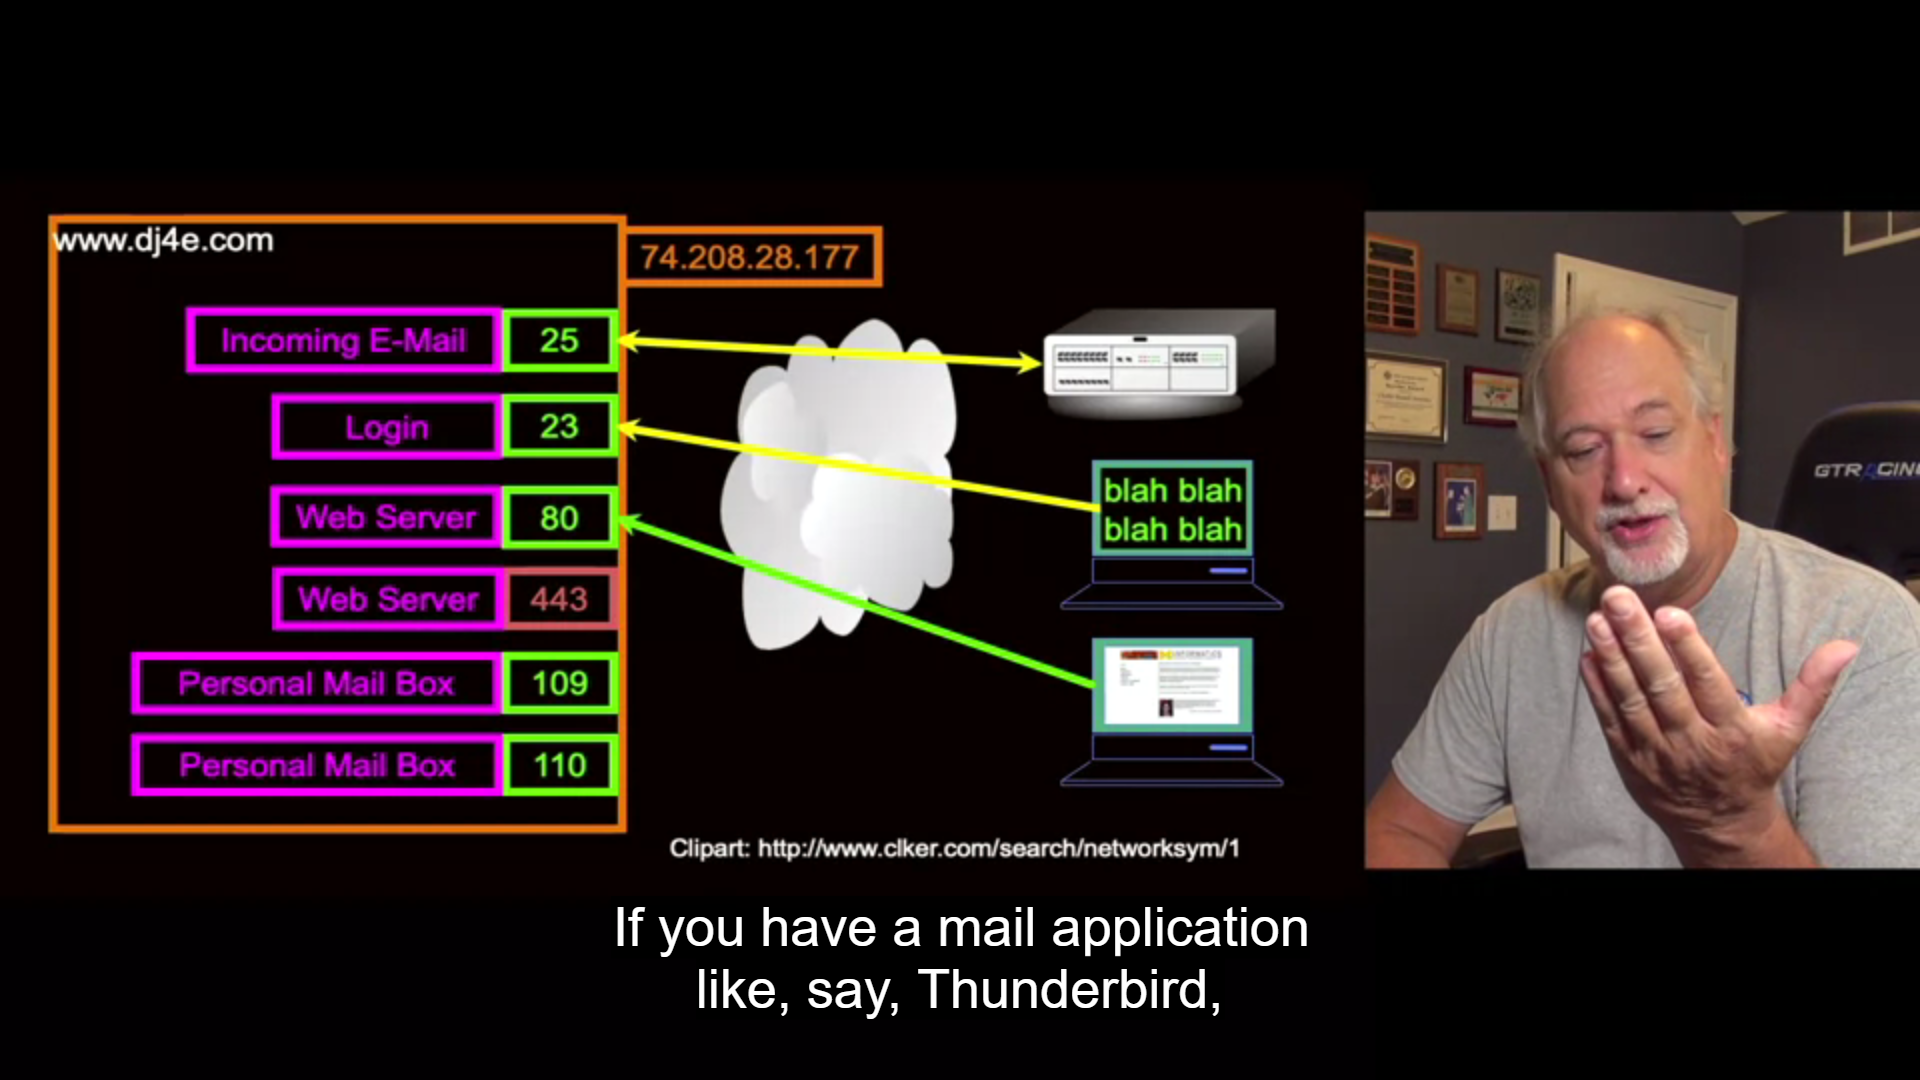 www.dj4e.com
74.208.28.177
Incoming E-Mail 25
Login 23
Web Server 80
Web Server 443
Personal Mail Box 109
Personal Mail Box 110
blah blah
blah blah
Clipart: http://www.clker.com/search/networksym/1
GTRACING
If you have a mail application
like, say, Thunderbird,